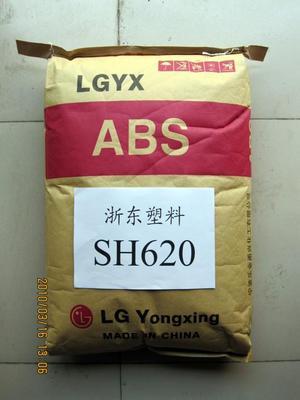 LGYX
ABS
浙东塑料
SH620
LG Yongxing
MADE IN CHINA
2010/03/16 13:06